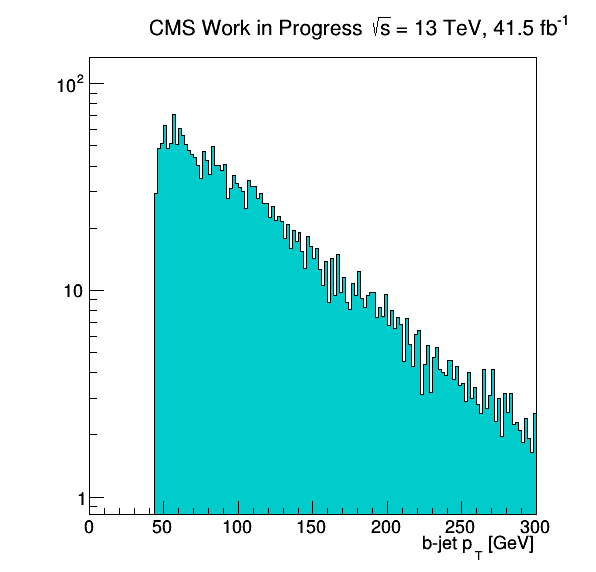 CMS Work in Progress √s = 13 TeV, 41.5 fb⁻¹
10²
10
1
0 50 100 150 200 250 300
b-jet p_T [GeV]